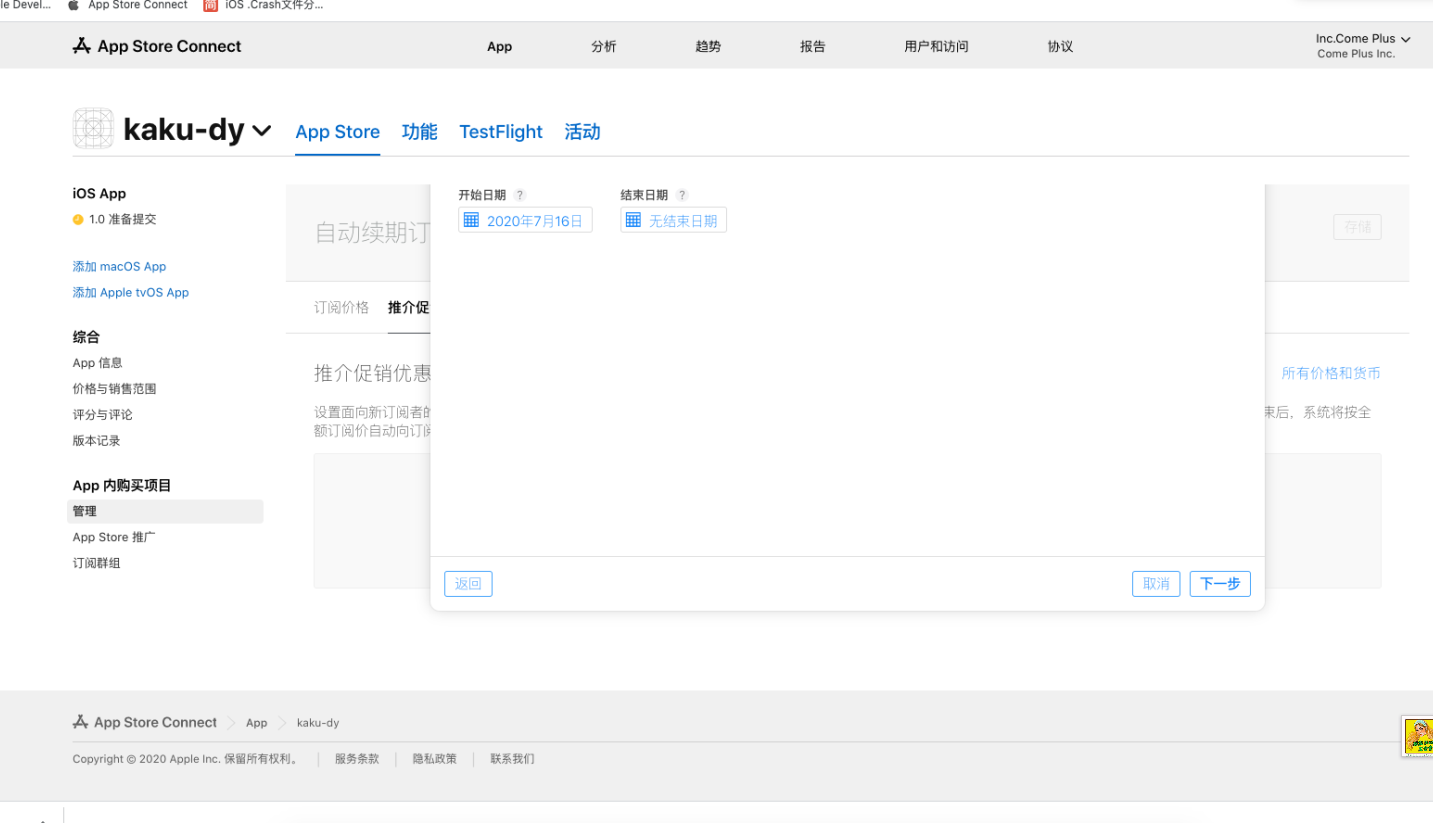 le Devel... App Store Connect 简 iOS .Crash文件分...
App Store Connect App 分析 趋势 报告 用户和访问 协议 Inc.Come Plus
Come Plus Inc.
kaku-dy App Store 功能 TestFlight 活动
iOS App
1.0 准备提交
添加 macOS App
添加 Apple tvOS App
综合
App 信息
价格与销售范围
评分与评论
版本记录
App 内购买项目
管理
App Store 推广
订阅群组
开始日期 ? 结束日期 ?
2020年7月16日 无结束日期
自动续期订 存储
订阅价格 推介促
推介促销优惠 所有价格和货币
设置面向新订阅者的 束后，系统将按全
额订阅价自动向订阅
返回 取消 下一步
App Store Connect App kaku-dy
Copyright © 2020 Apple Inc. 保留所有权利。 服务条款 隐私政策 联系我们